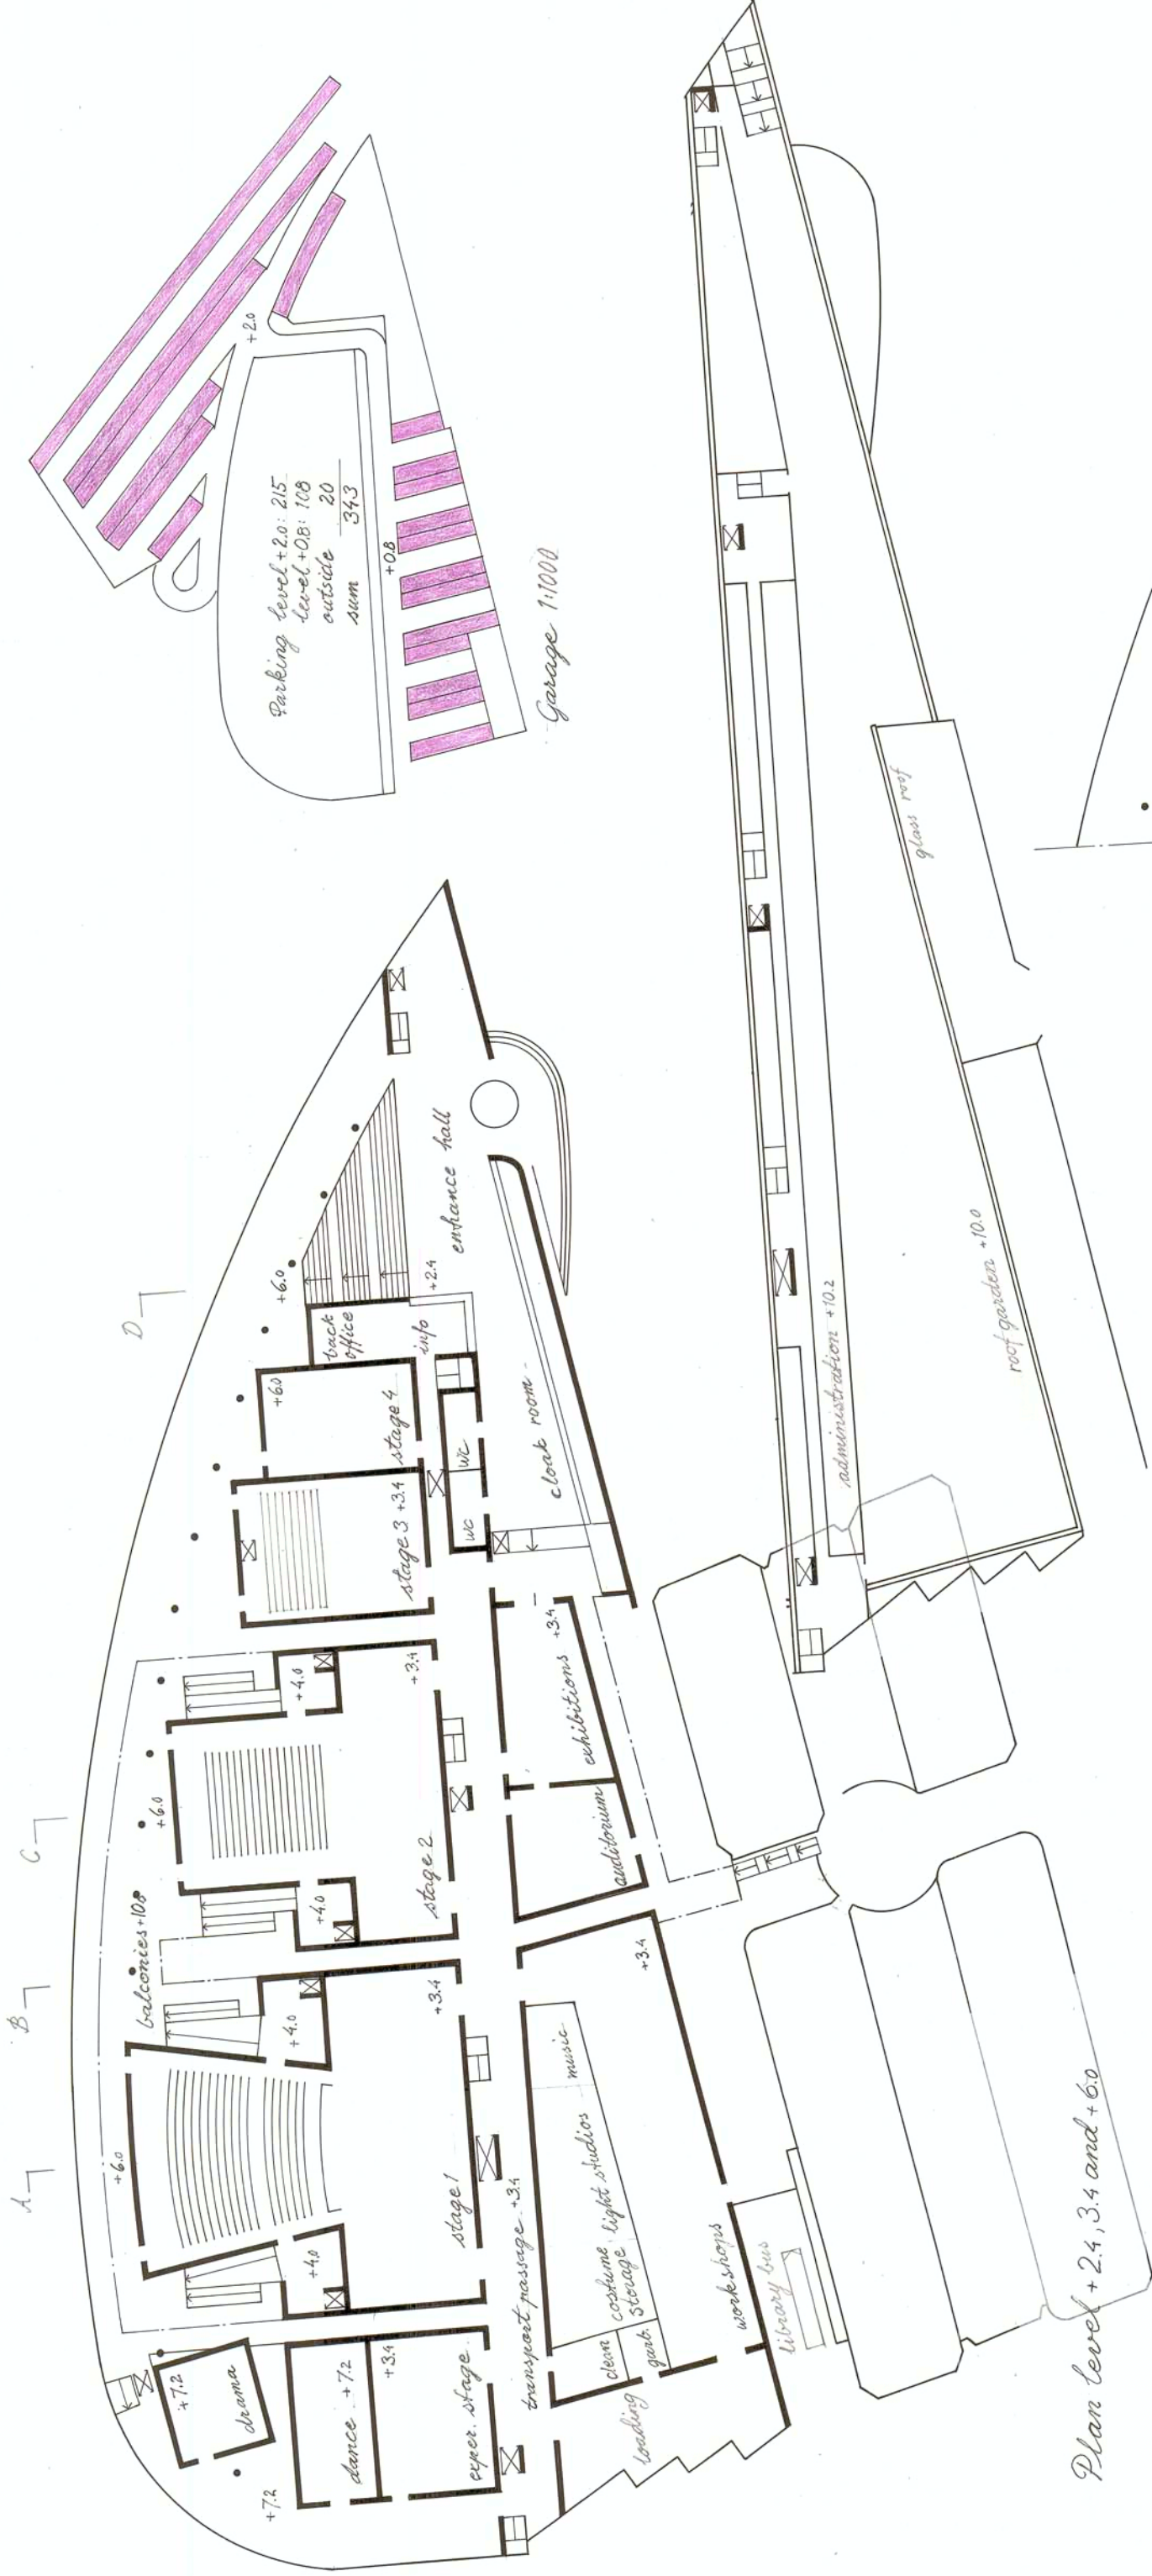 Parking level +2.0: 215
level +0.8: 108
outside 20
sum 343
+2.0
+0.8
Garage 1:1000
A
B
C
D
+7.2
drama
+7.2
dance +7.2
+3.4
exper. stage
+6.0
+4.0
stage 1
+4.0
+3.4
balconies +10.8
+6.0
+4.0
stage 2
+4.0
+3.4
stage 3 +3.4
+6.0
stage 4
+6.0
back
office
info
+2.4
entrance hall
WC
WC
cloak room
exhibitions +3.4
auditorium
+3.4
transport passage +3.4
music
light studios
costume
storage
clean
garb.
loading
workshops
library bus
administration +10.2
roof garden +10.0
glass roof
Plan level +2.4, 3.4 and +6.0